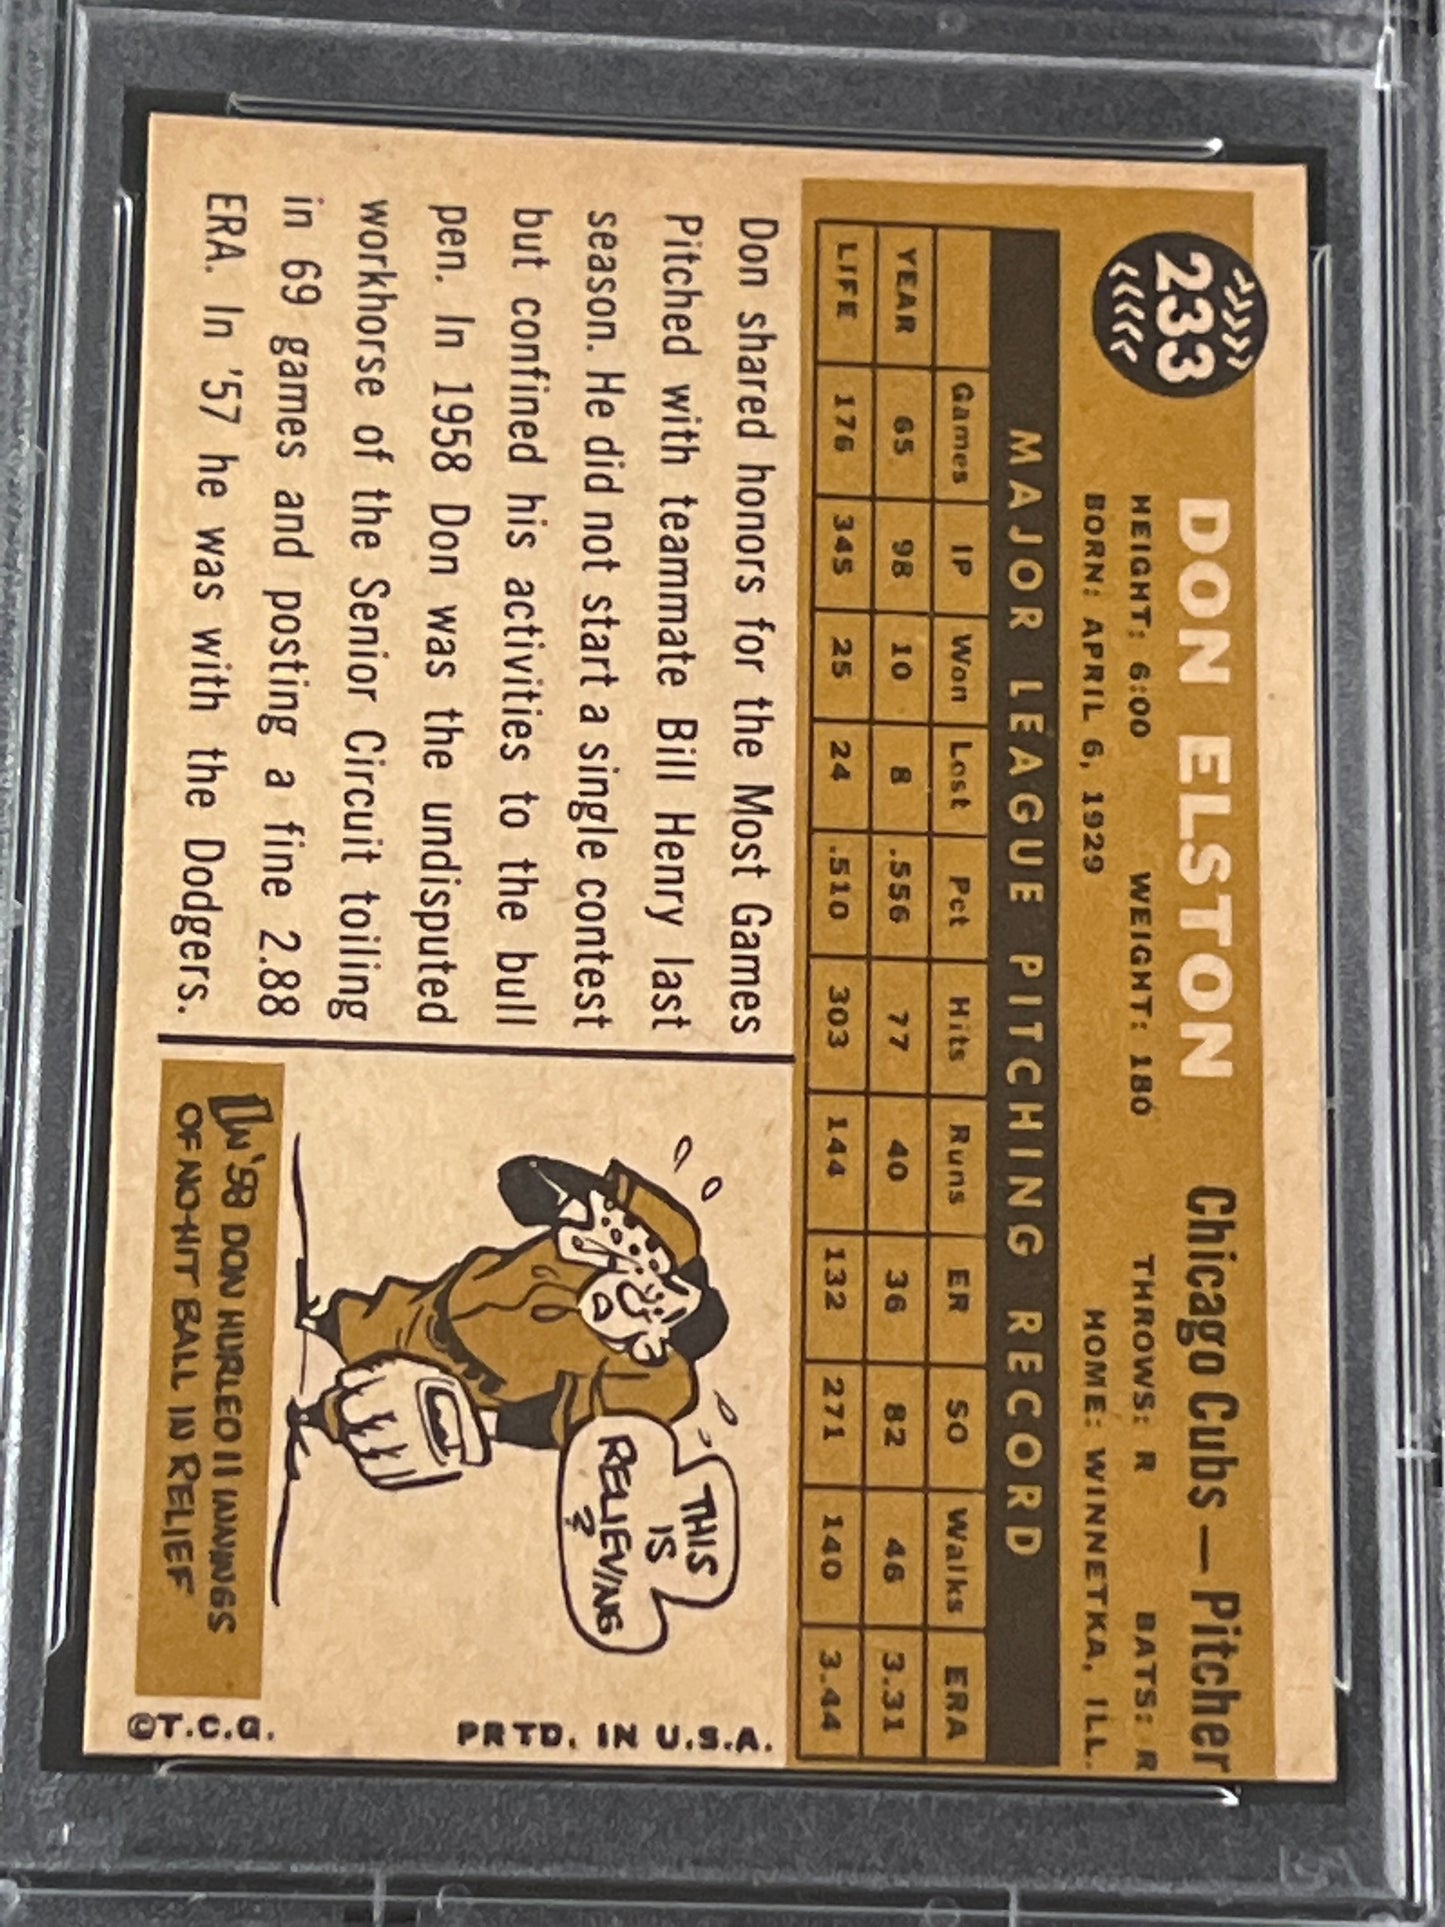 233
DON ELSTON Chicago Cubs — Pitcher
HEIGHT: 6:00 WEIGHT: 180 THROWS: R BATS: R
BORN: APRIL 6, 1929 HOME: WINNETKA, ILL.
MAJOR LEAGUE PITCHING RECORD
Games IP Won Lost Pct Hits Runs ER SO Walks ERA
YEAR 65 98 10 8 .556 77 40 36 82 46 3.31
LIFE 176 345 25 24 .510 303 144 132 271 140 3.44
Don shared honors for the Most Games
Pitched with teammate Bill Henry last
season. He did not start a single contest
but confined his activities to the bull
pen. In 1958 Don was the undisputed
workhorse of the Senior Circuit toiling
in 69 games and posting a fine 2.88
ERA. In '57 he was with the Dodgers.
THIS
IS
RELIEVING
?
IN '58 DON HURLED 11 INNINGS
OF NO-HIT BALL IN RELIEF
PRTD. IN U.S.A.
©T.C.G.